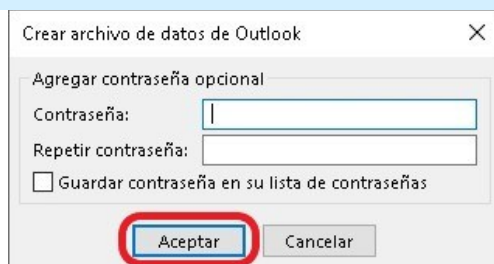 Crear archivo de datos de Outlook
Agregar contraseña opcional
Contraseña:
Repetir contraseña:
Guardar contraseña en su lista de contraseñas
Aceptar Cancelar